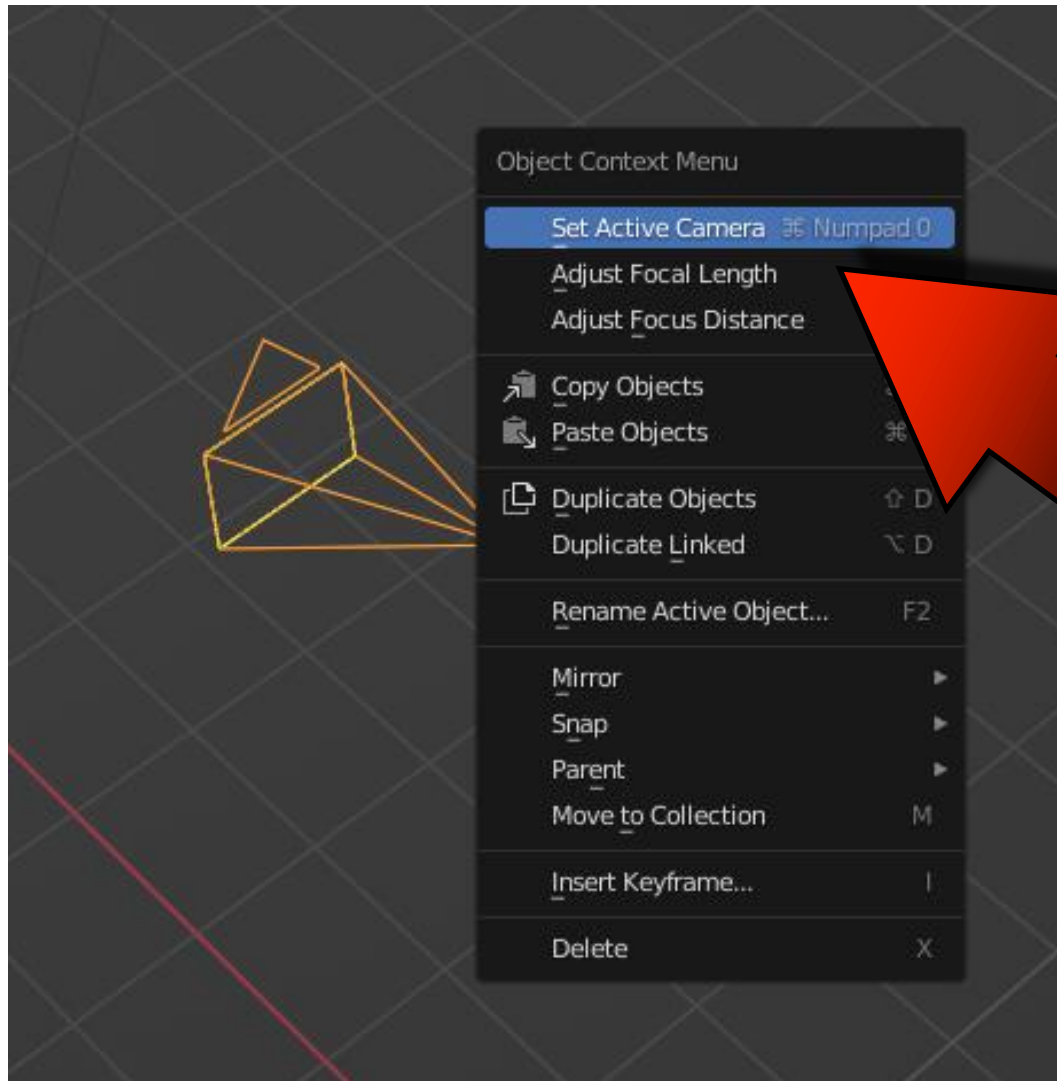 Object Context Menu
Set Active Camera ⌘ Numpad 0
Adjust Focal Length
Adjust Focus Distance
Copy Objects
Paste Objects ⌘
Duplicate Objects ⇧ D
Duplicate Linked ⌥ D
Rename Active Object... F2
Mirror
Snap
Parent
Move to Collection M
Insert Keyframe... I
Delete X